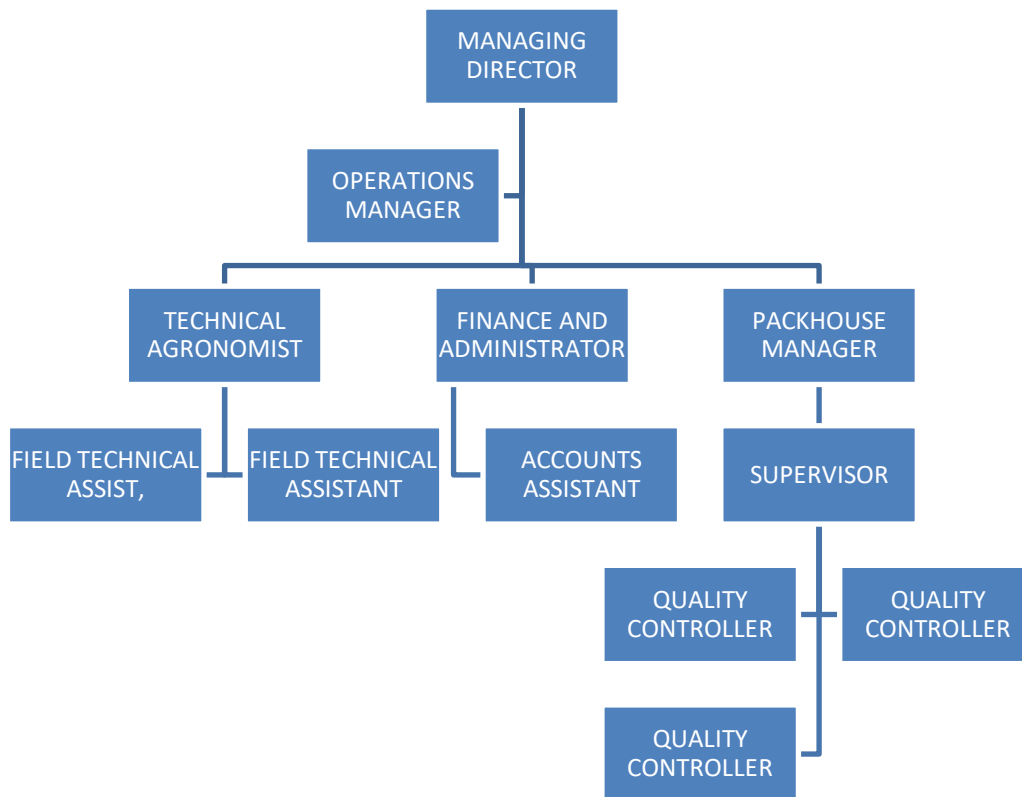 MANAGING
DIRECTOR
OPERATIONS
MANAGER
TECHNICAL
AGRONOMIST
FINANCE AND
ADMINISTRATOR
PACKHOUSE
MANAGER
FIELD TECHNICAL
ASSIST,
FIELD TECHNICAL
ASSISTANT
ACCOUNTS
ASSISTANT
SUPERVISOR
QUALITY
CONTROLLER
QUALITY
CONTROLLER
QUALITY
CONTROLLER